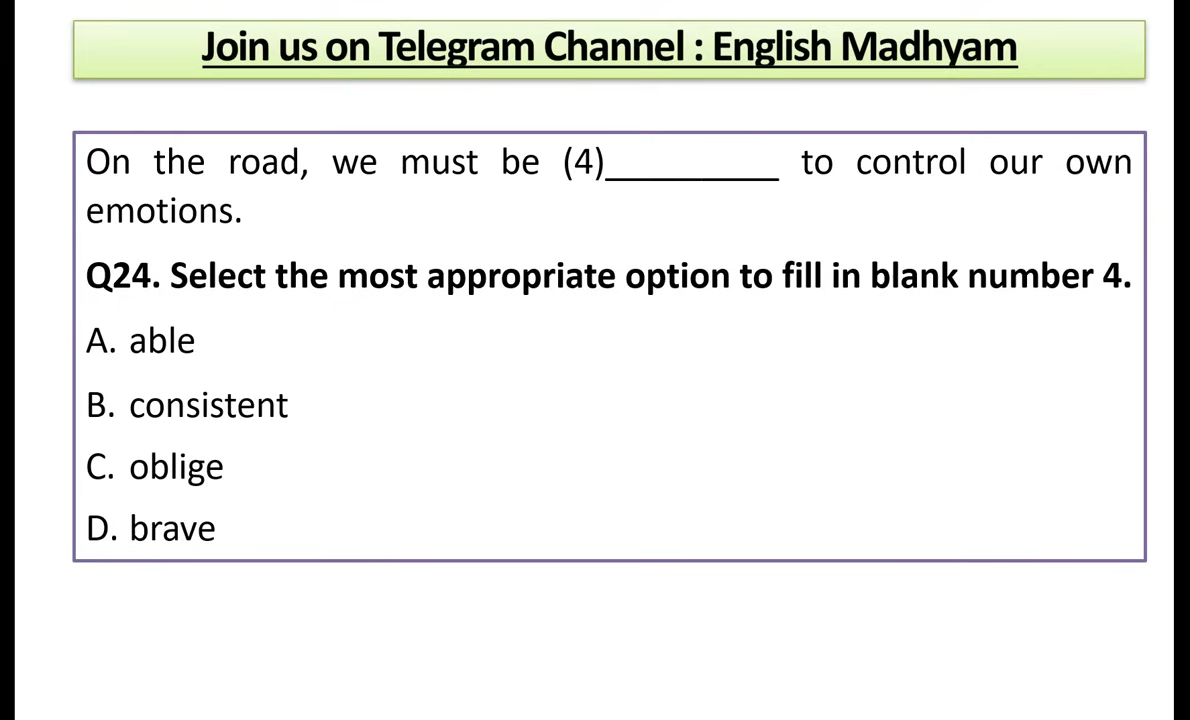 Join us on Telegram Channel : English Madhyam
On the road, we must be (4)_________ to control our own
emotions.
Q24. Select the most appropriate option to fill in blank number 4.
A. able
B. consistent
C. oblige
D. brave